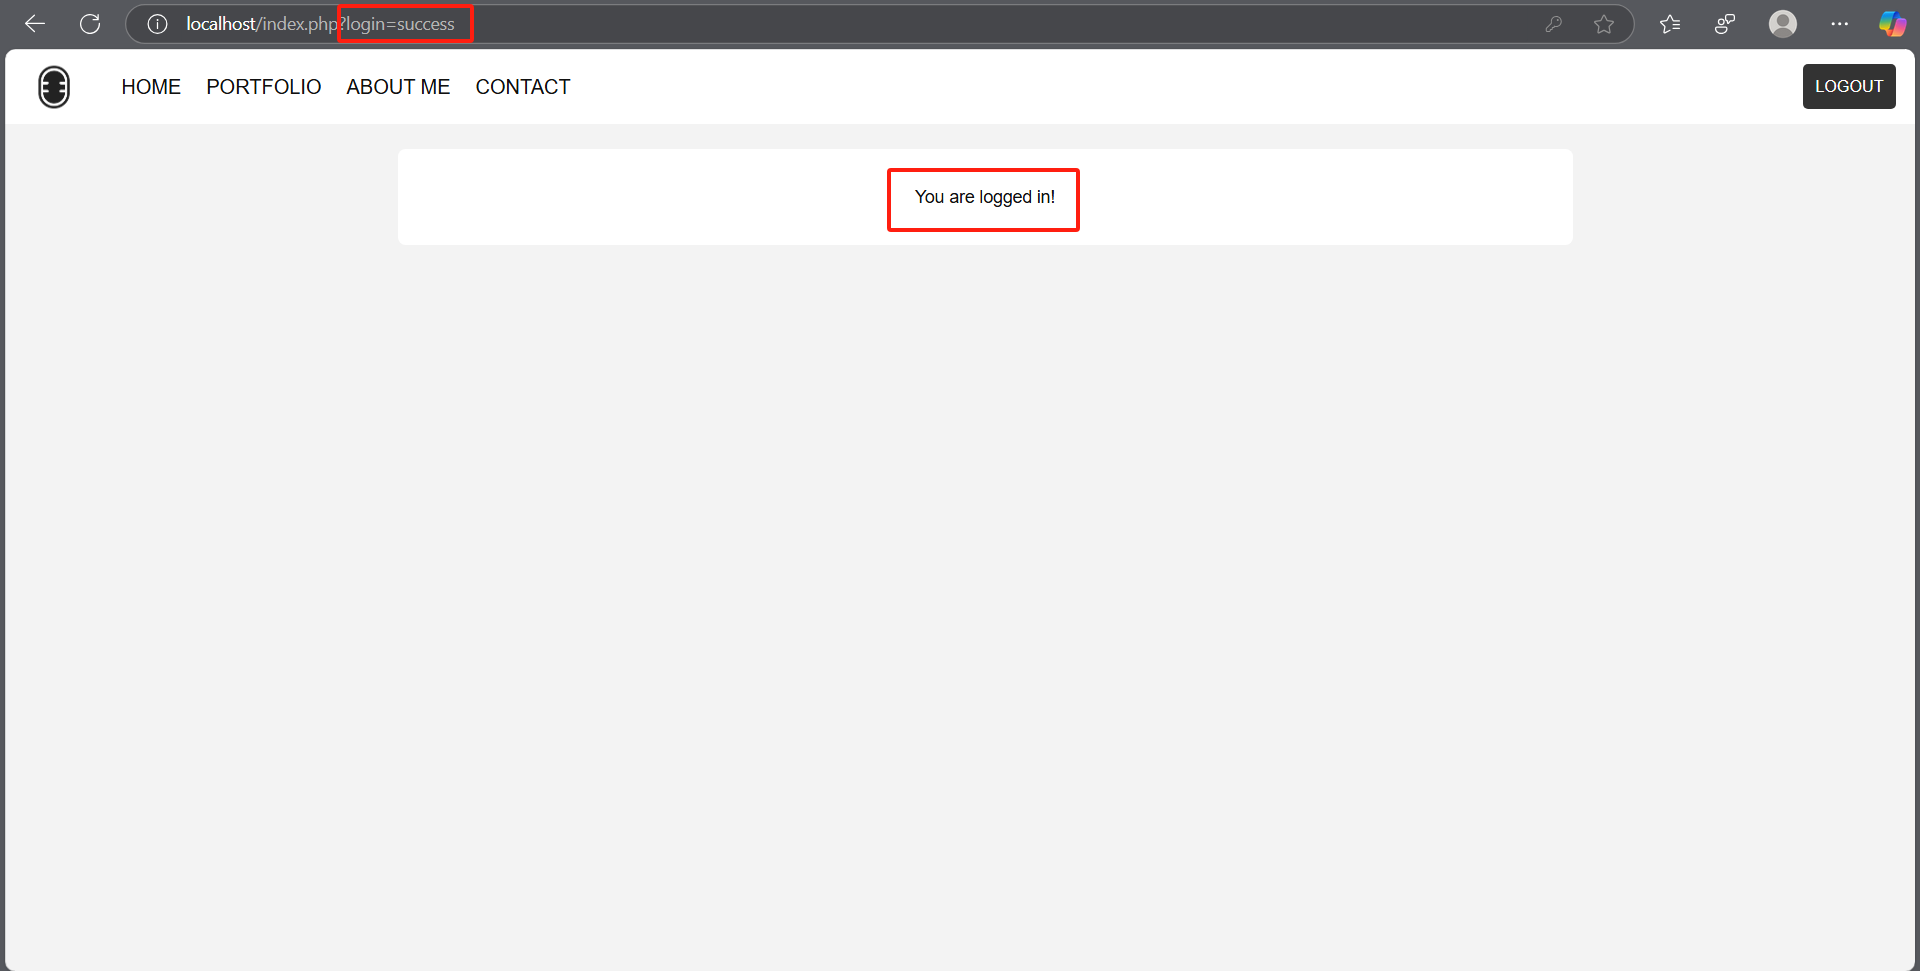 localhost/index.php?login=success
HOME PORTFOLIO ABOUT ME CONTACT LOGOUT
You are logged in!